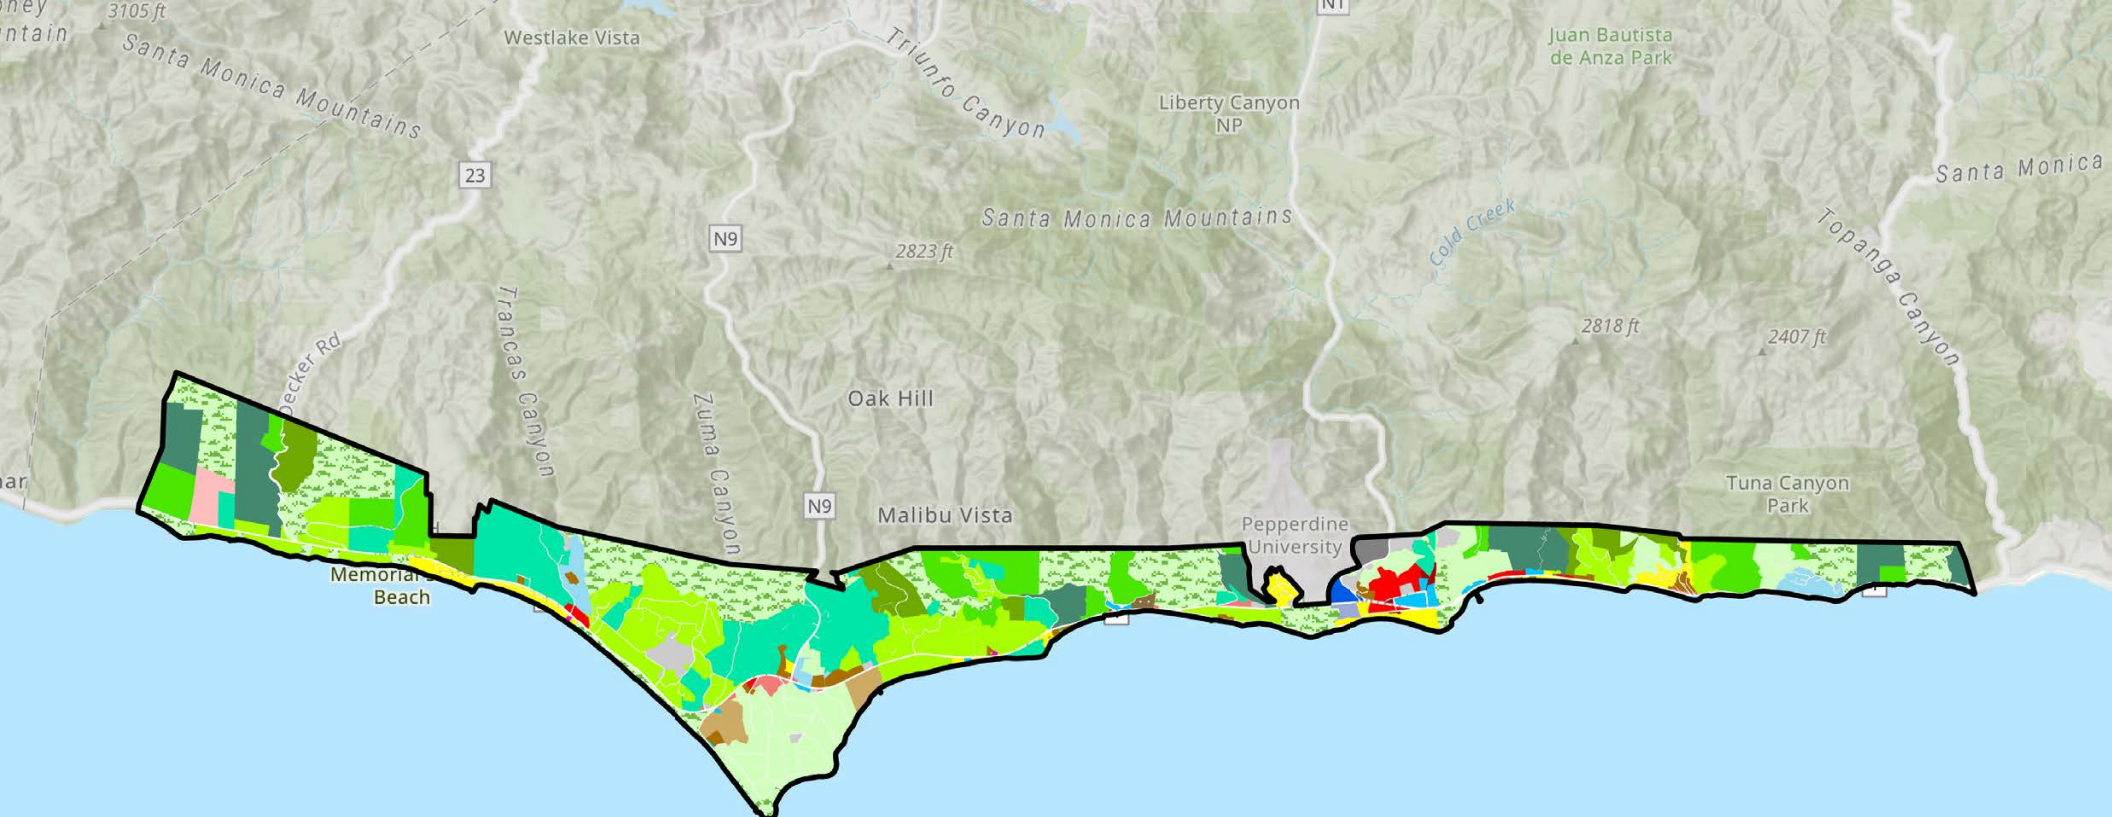 3105 ft
Santa Monica Mountains
Westlake Vista
Triunfo Canyon
N1
Juan Bautista
de Anza Park
Liberty Canyon
NP
23
Santa Monica
N9
Santa Monica Mountains
2823 ft
Cold Creek
Topanga Canyon
Trancas Canyon
Decker Rd
2818 ft
2407 ft
Zuma Canyon
Oak Hill
N9
Malibu Vista
Tuna Canyon
Park
Pepperdine
University
Memorial
Beach